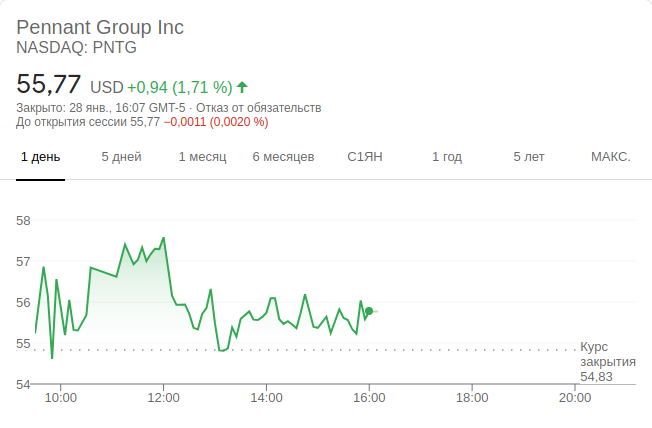 Pennant Group Inc
NASDAQ: PNTG
55,77 USD +0,94 (1,71 %)
Закрыто: 28 янв., 16:07 GMT-5 · Отказ от обязательств
До открытия сессии 55,77 −0,0011 (0,0020 %)
1 день 5 дней 1 месяц 6 месяцев С1ЯН 1 год 5 лет МАКС.
58
57
56
55
Курс
закрытия
54,83
54
10:00 12:00 14:00 16:00 18:00 20:00